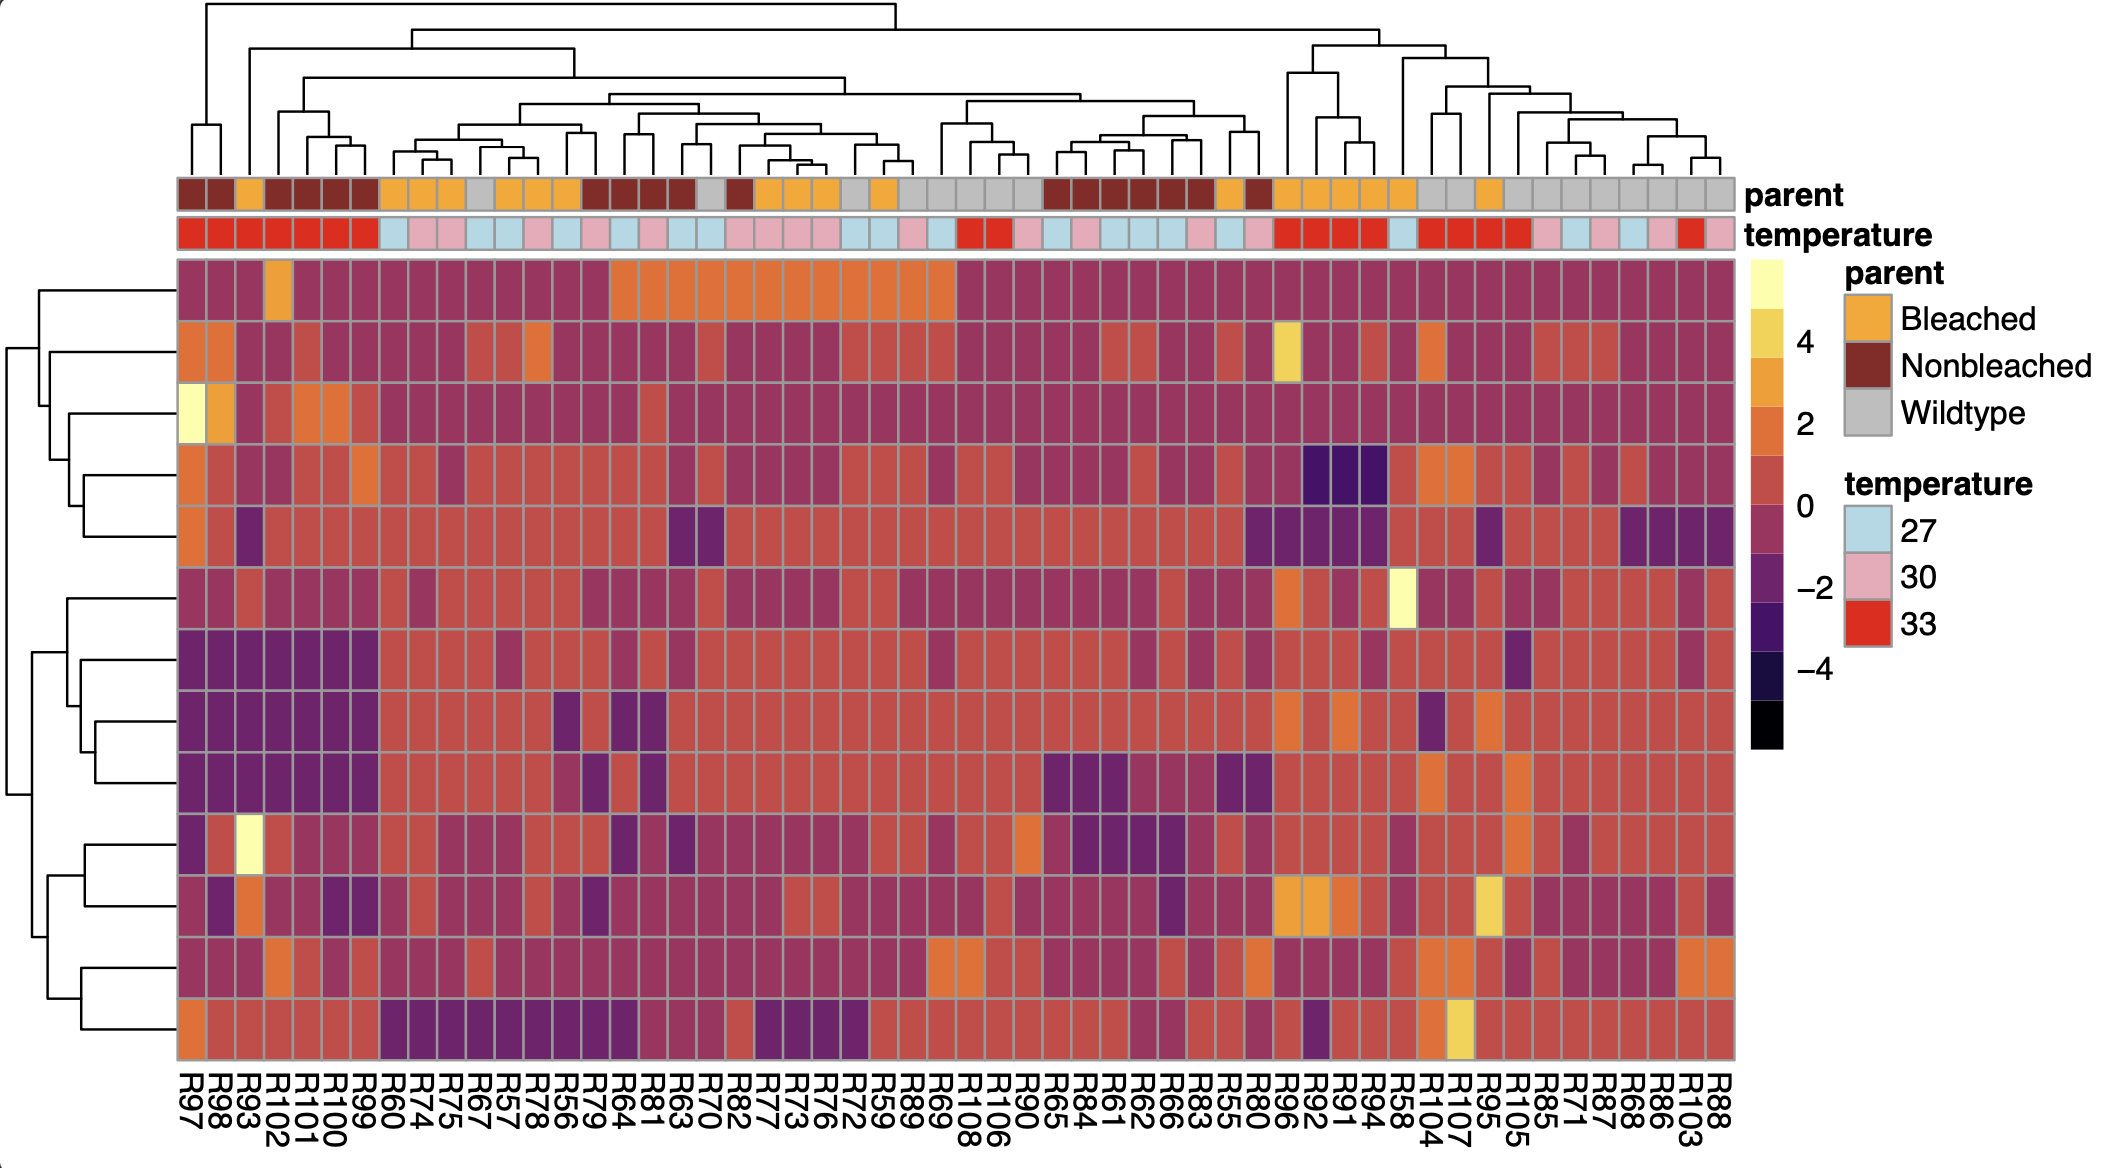 parent
temperature
parent
Bleached
Nonbleached
Wildtype
temperature
27
30
33
4
2
0
−2
−4
R97
R98
R93
R102
R101
R100
R99
R60
R74
R75
R67
R57
R78
R56
R79
R64
R81
R63
R70
R82
R77
R73
R76
R72
R59
R89
R69
R108
R106
R90
R65
R84
R61
R62
R66
R83
R55
R80
R96
R92
R91
R94
R58
R104
R107
R95
R105
R85
R71
R87
R68
R86
R103
R88